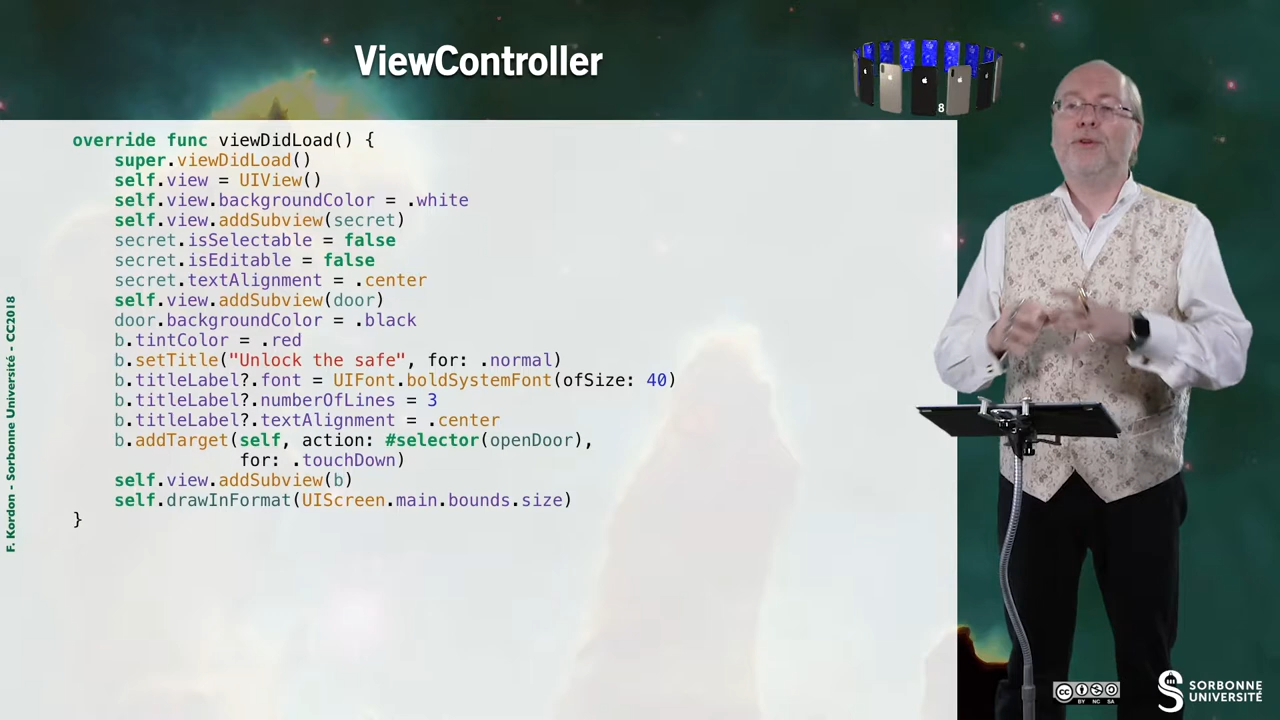 ViewController
8
override func viewDidLoad() {
super.viewDidLoad()
self.view = UIView()
self.view.backgroundColor = .white
self.view.addSubview(secret)
secret.isSelectable = false
secret.isEditable = false
secret.textAlignment = .center
self.view.addSubview(door)
door.backgroundColor = .black
b.tintColor = .red
b.setTitle("Unlock the safe", for: .normal)
b.titleLabel?.font = UIFont.boldSystemFont(ofSize: 40)
b.titleLabel?.numberOfLines = 3
b.titleLabel?.textAlignment = .center
b.addTarget(self, action: #selector(openDoor),
for: .touchDown)
self.view.addSubview(b)
self.drawInFormat(UIScreen.main.bounds.size)
}
F. Kordon - Sorbonne Université - CC2018
cc
BY NC SA
SORBONNE
UNIVERSITÉ